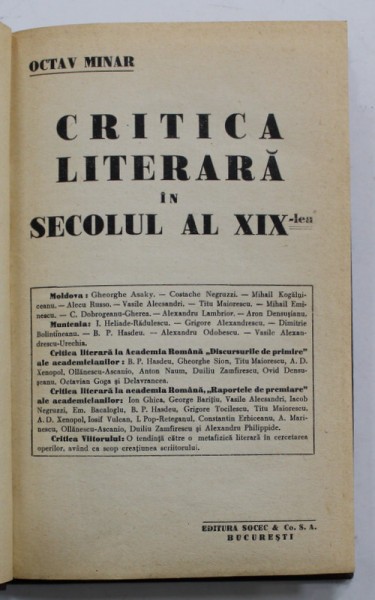 OCTAV MINAR
CRITICA
LITERARĂ
ÎN
SECOLUL AL XIX-lea
Moldova: Gheorghe Asaky. — Costache Negruzzi. — Mihail Kogălni-
ceanu. — Alecu Russo. — Vasile Alecsandri. — Titu Maiorescu. — Mihail Emi-
nescu. — C. Dobrogeanu-Gherea. — Alexandru Lambrior. — Aron Densușianu.
Muntenia: I. Heliade-Rădulescu. — Grigore Alexandrescu. — Dimitrie
Bolintineanu. — B. P. Hasdeu. — Alexandru Odobescu. — Vasile Alexan-
drescu-Urechia.
Critica literară la Academia Română „Discursurile de primire"
ale academicianilor: B. P. Hasdeu, Gheorghe Sion, Titu Maiorescu, A. D.
Xenopol, Ollănescu-Ascanio, Anton Naum, Duiliu Zamfirescu, Ovid Densu-
șeanu, Octavian Goga și Delavrancea.
Critica literară la academia Română, „Raportele de premiare"
ale academicianilor: Ion Ghica, George Barițiu, Vasile Alecsandri, Iacob
Negruzzi, Em. Bacaloglu, B. P. Hasdeu, Grigore Tocilescu, Titu Maiorescu,
A. D. Xenopol, Iosif Vulcan, I. Pop-Reteganul, Constantin Erbiceanu, A. Mari-
nescu, Ollănescu-Ascanio, Duiliu Zamfirescu și Alexandru Philippide.
Critica Viitorului: O tendință către o metafizică literară în cercetarea
operilor, având ca scop creațiunea scriitorului.
EDITURA SOCEC & Co. S. A.
BUCUREȘTI